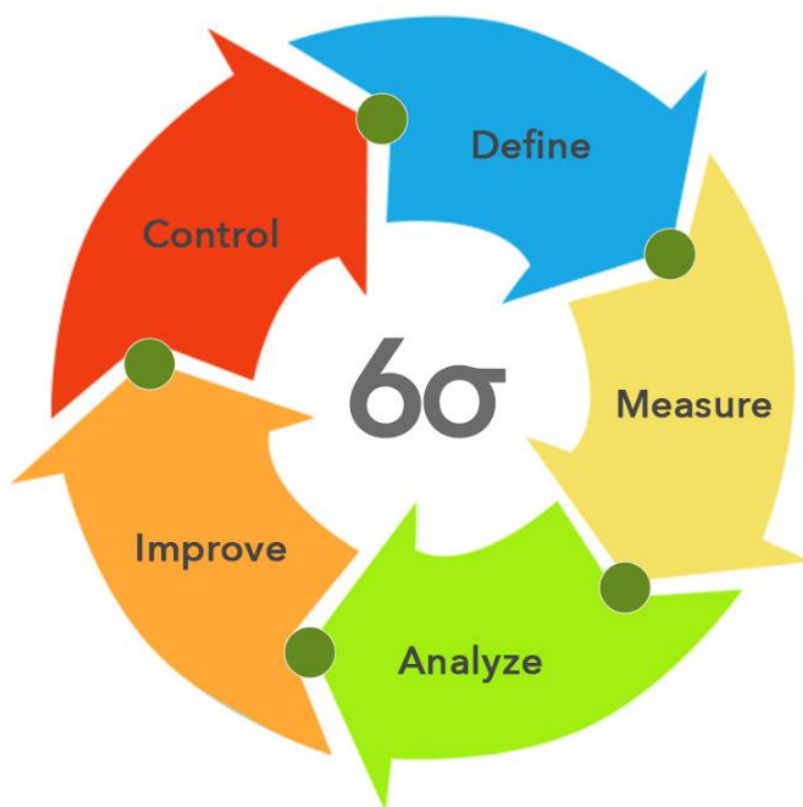 Define
Control
6σ
Measure
Improve
Analyze